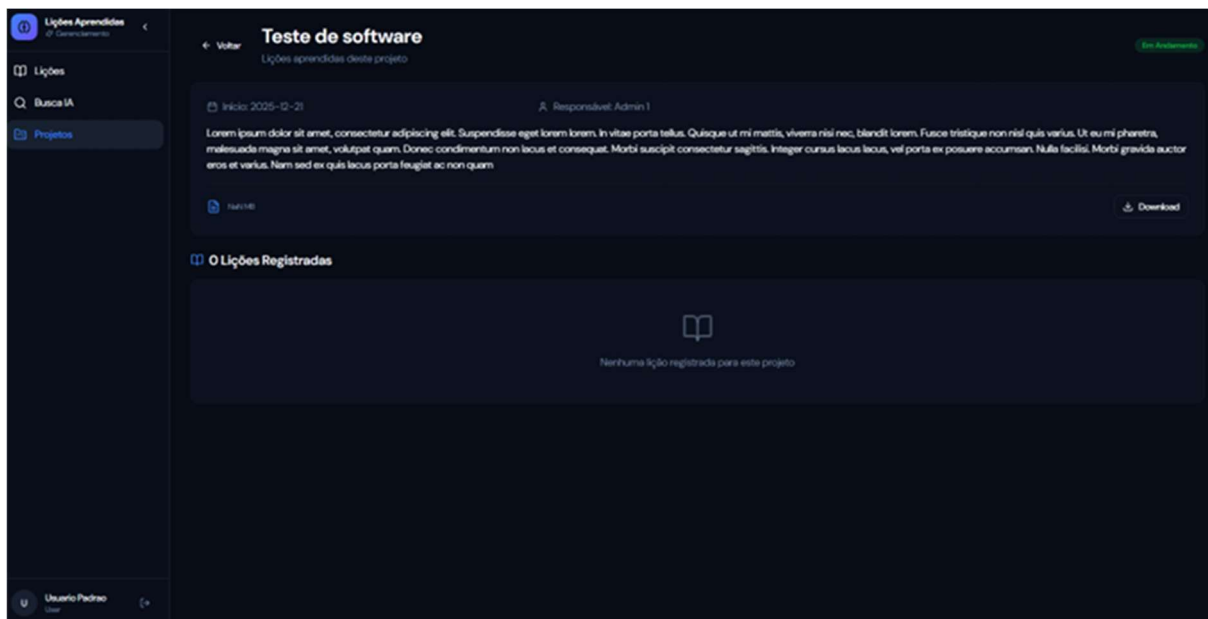 Lições Aprendidas
Gerenciamento
Lições
Busca IA
Projetos
Voltar
Teste de software
Lições aprendidas deste projeto
Em Andamento
Início: 2025-12-21
Responsável: Admin 1
Lorem ipsum dolor sit amet, consectetur adipiscing elit. Suspendisse eget lorem lorem. In vitae porta tellus. Quisque ut mi mattis, viverra nisi nec, blandit lorem. Fusce tristique non nisl quis varius. Ut eu mi pharetra,
malesuada magna sit amet, volutpat quam. Donec condimentum non lacus et consequat. Morbi suscipit consectetur sagittis. Integer cursus lacus lacus, vel porta ex posuere accumsan. Nulla facilisi. Morbi gravida auctor
eros et varius. Nam sed ex quis lacus porta feugiat ac non quam
NaN MB
Download
0 Lições Registradas
Nenhuma lição registrada para este projeto
U
Usuario Padrao
User